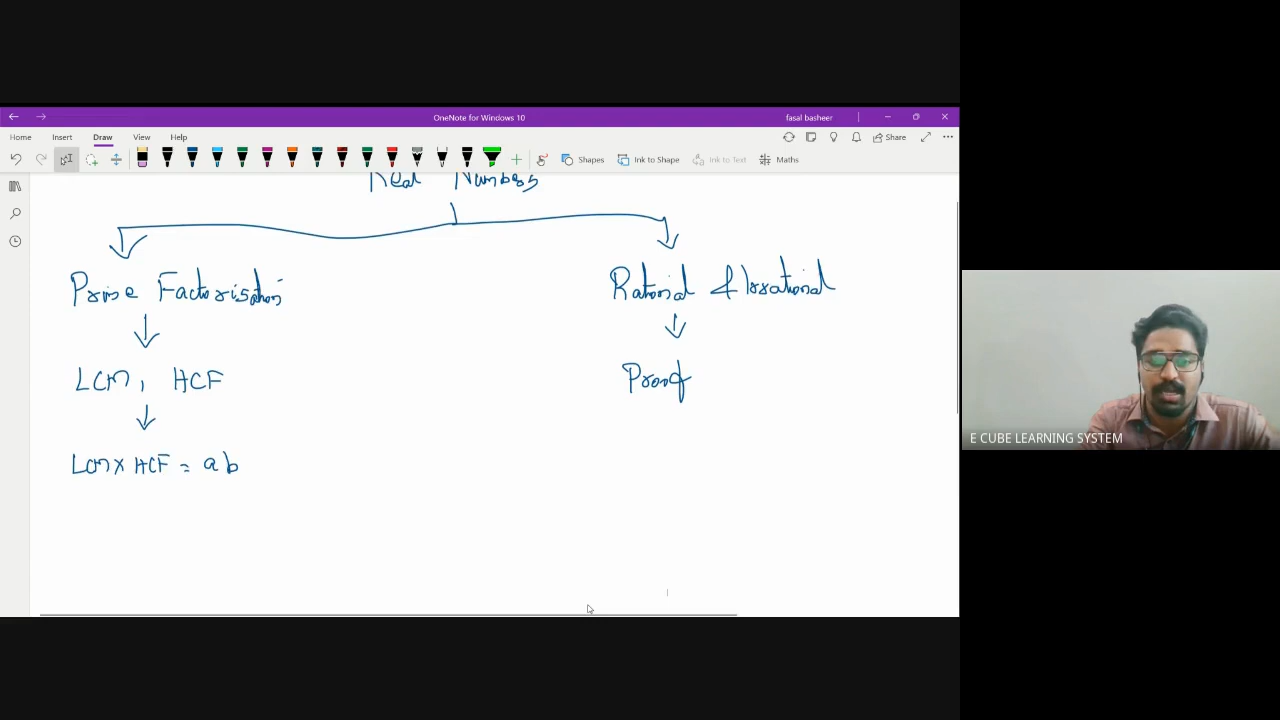 OneNote for Windows 10
fasal basheer
Home Insert Draw View Help
Share
Shapes Ink to Shape Ink to Text Maths
Real Numbers
Prime Factorisation
Rational & Irrational
LCM, HCF
Proof
LCM x HCF = ab
E CUBE LEARNING SYSTEM